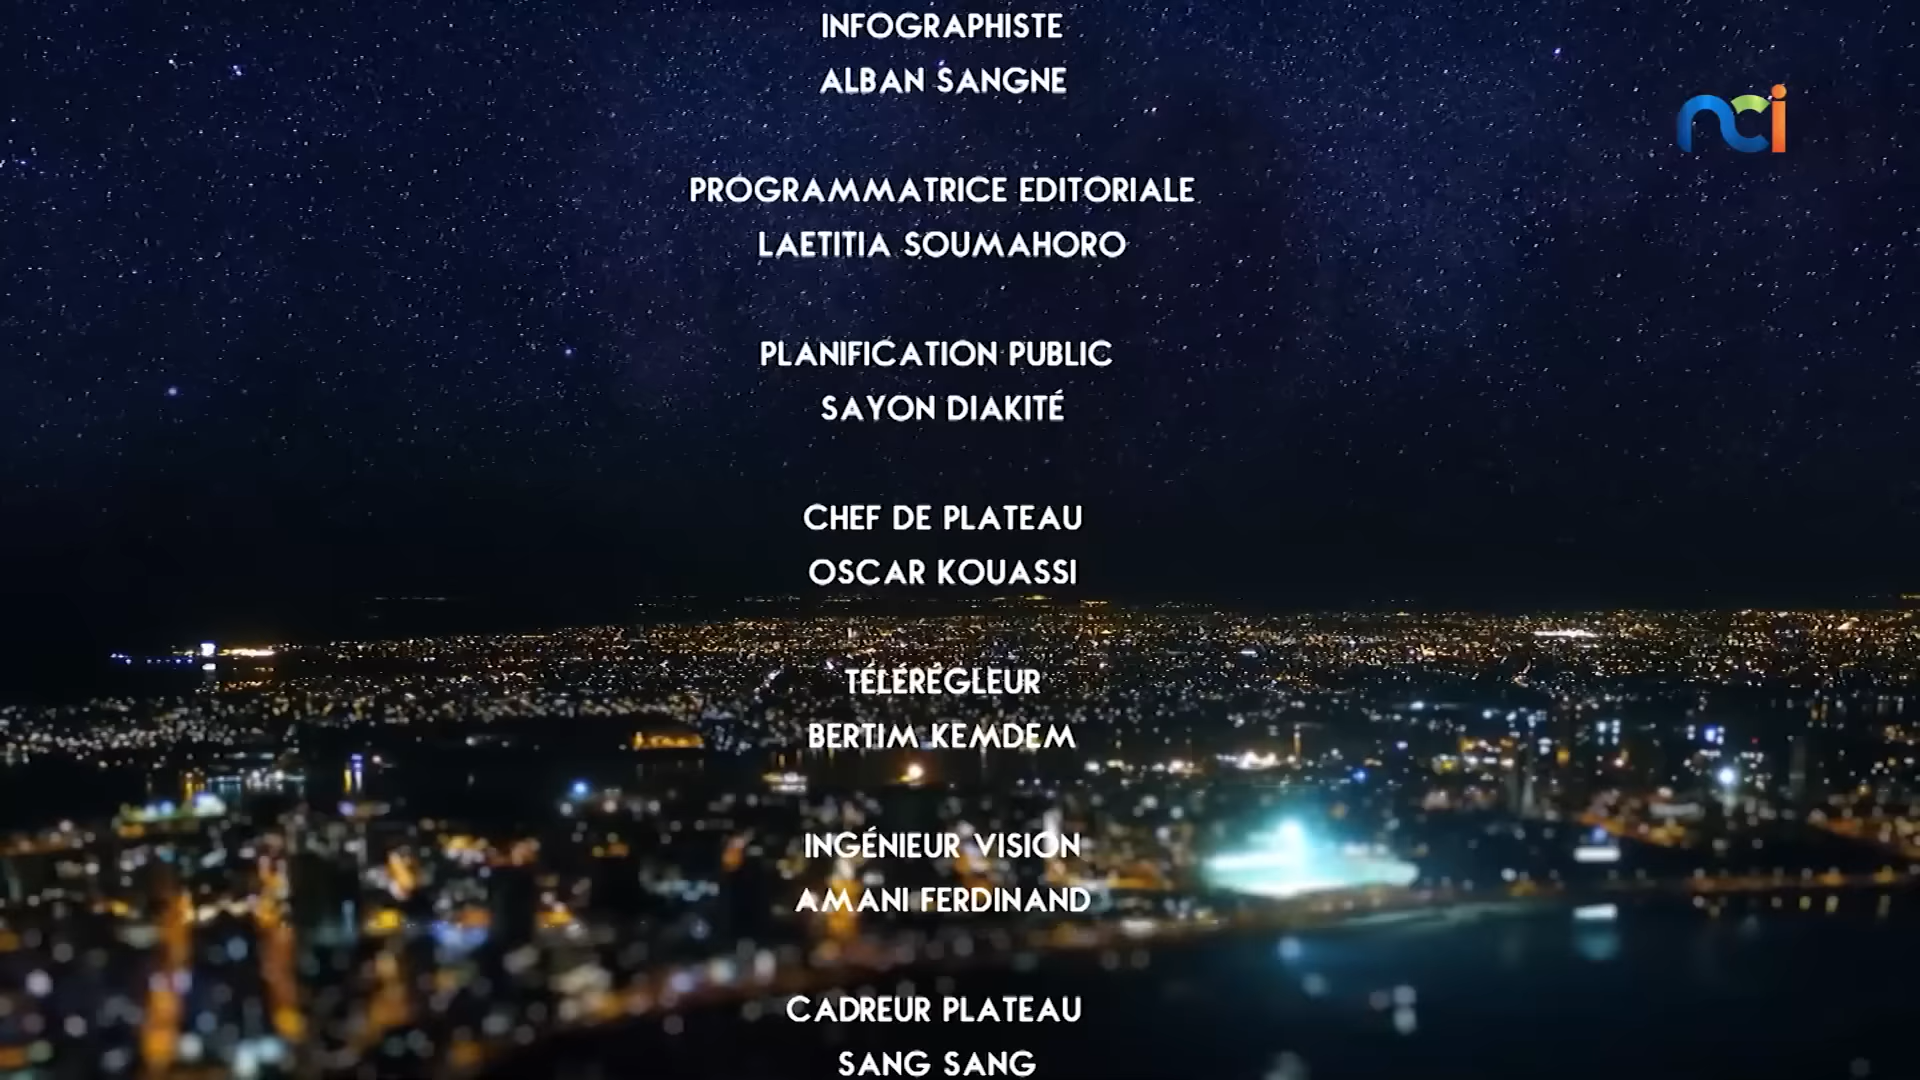 INFOGRAPHISTE
ALBAN SANGNE
nci
PROGRAMMATRICE EDITORIALE
LAETITIA SOUMAHORO
PLANIFICATION PUBLIC
SAYON DIAKITÉ
CHEF DE PLATEAU
OSCAR KOUASSI
TÉLÉRÉGLEUR
BERTIM KEMDEM
INGÉNIEUR VISION
AMANI FERDINAND
CADREUR PLATEAU
SANG SANG